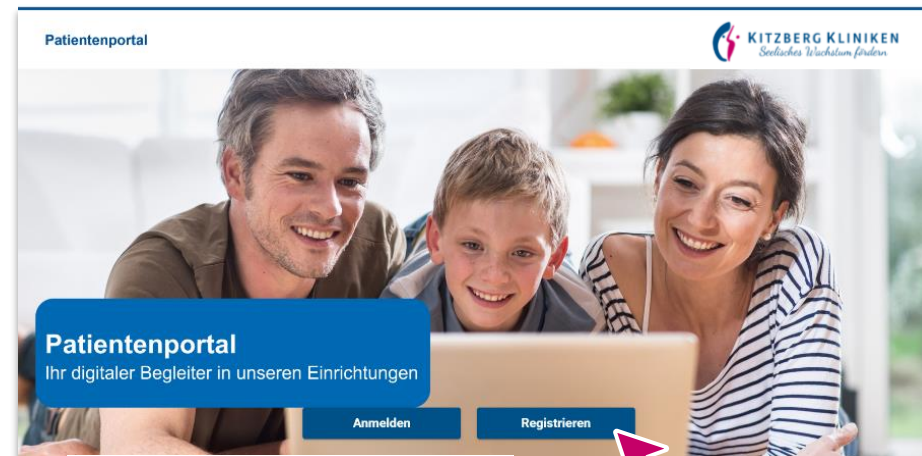 Patientenportal
KITZBERG KLINIKEN
Seelisches Wachstum fördern
Patientenportal
Ihr digitaler Begleiter in unseren Einrichtungen
Anmelden
Registrieren